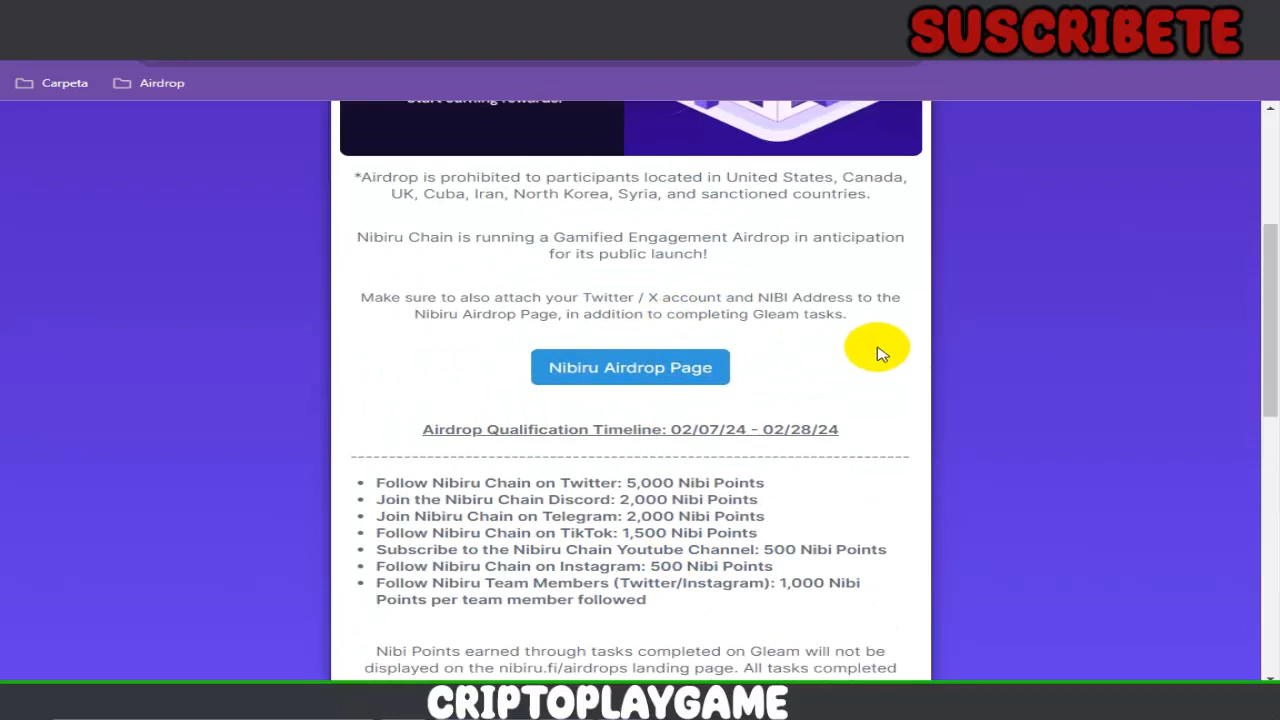 SUSCRIBETE
Carpeta
Airdrop
Start earning rewards!
*Airdrop is prohibited to participants located in United States, Canada,
UK, Cuba, Iran, North Korea, Syria, and sanctioned countries.
Nibiru Chain is running a Gamified Engagement Airdrop in anticipation
for its public launch!
Make sure to also attach your Twitter / X account and NIBI Address to the
Nibiru Airdrop Page, in addition to completing Gleam tasks.
Nibiru Airdrop Page
Airdrop Qualification Timeline: 02/07/24 - 02/28/24
• Follow Nibiru Chain on Twitter: 5,000 Nibi Points
• Join the Nibiru Chain Discord: 2,000 Nibi Points
• Join Nibiru Chain on Telegram: 2,000 Nibi Points
• Follow Nibiru Chain on TikTok: 1,500 Nibi Points
• Subscribe to the Nibiru Chain Youtube Channel: 500 Nibi Points
• Follow Nibiru Chain on Instagram: 500 Nibi Points
• Follow Nibiru Team Members (Twitter/Instagram): 1,000 Nibi
Points per team member followed
Nibi Points earned through tasks completed on Gleam will not be
displayed on the nibiru.fi/airdrops landing page. All tasks completed
CRIPTOPLAYGAME